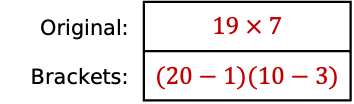 Original: 19 × 7
Brackets: (20 − 1)(10 − 3)